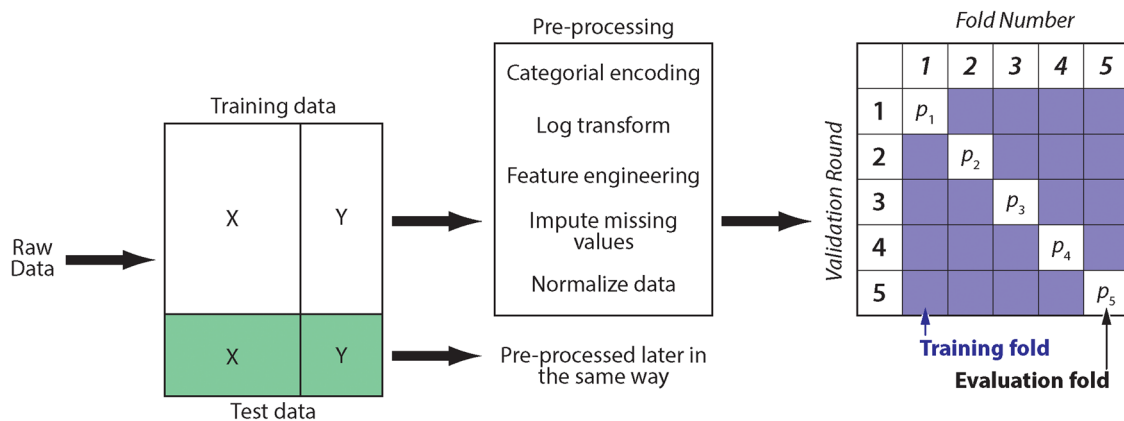 Raw
Data
Training data
X
Y
X
Y
Test data
Pre-processing
Categorial encoding
Log transform
Feature engineering
Impute missing
values
Normalize data
Pre-processed later in
the same way
Fold Number
1 2 3 4 5
Validation Round
1 p₁
2 p₂
3 p₃
4 p₄
5 p₅
Training fold
Evaluation fold